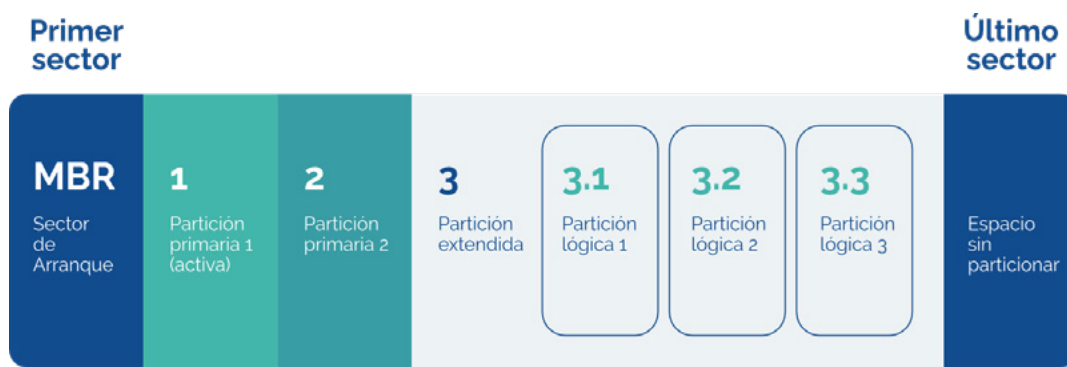 Primer
sector
Último
sector
MBR
Sector
de
Arranque
1
Partición
primaria 1
(activa)
2
Partición
primaria 2
3
Partición
extendida
3.1
Partición
lógica 1
3.2
Partición
lógica 2
3.3
Partición
lógica 3
Espacio
sin
particionar